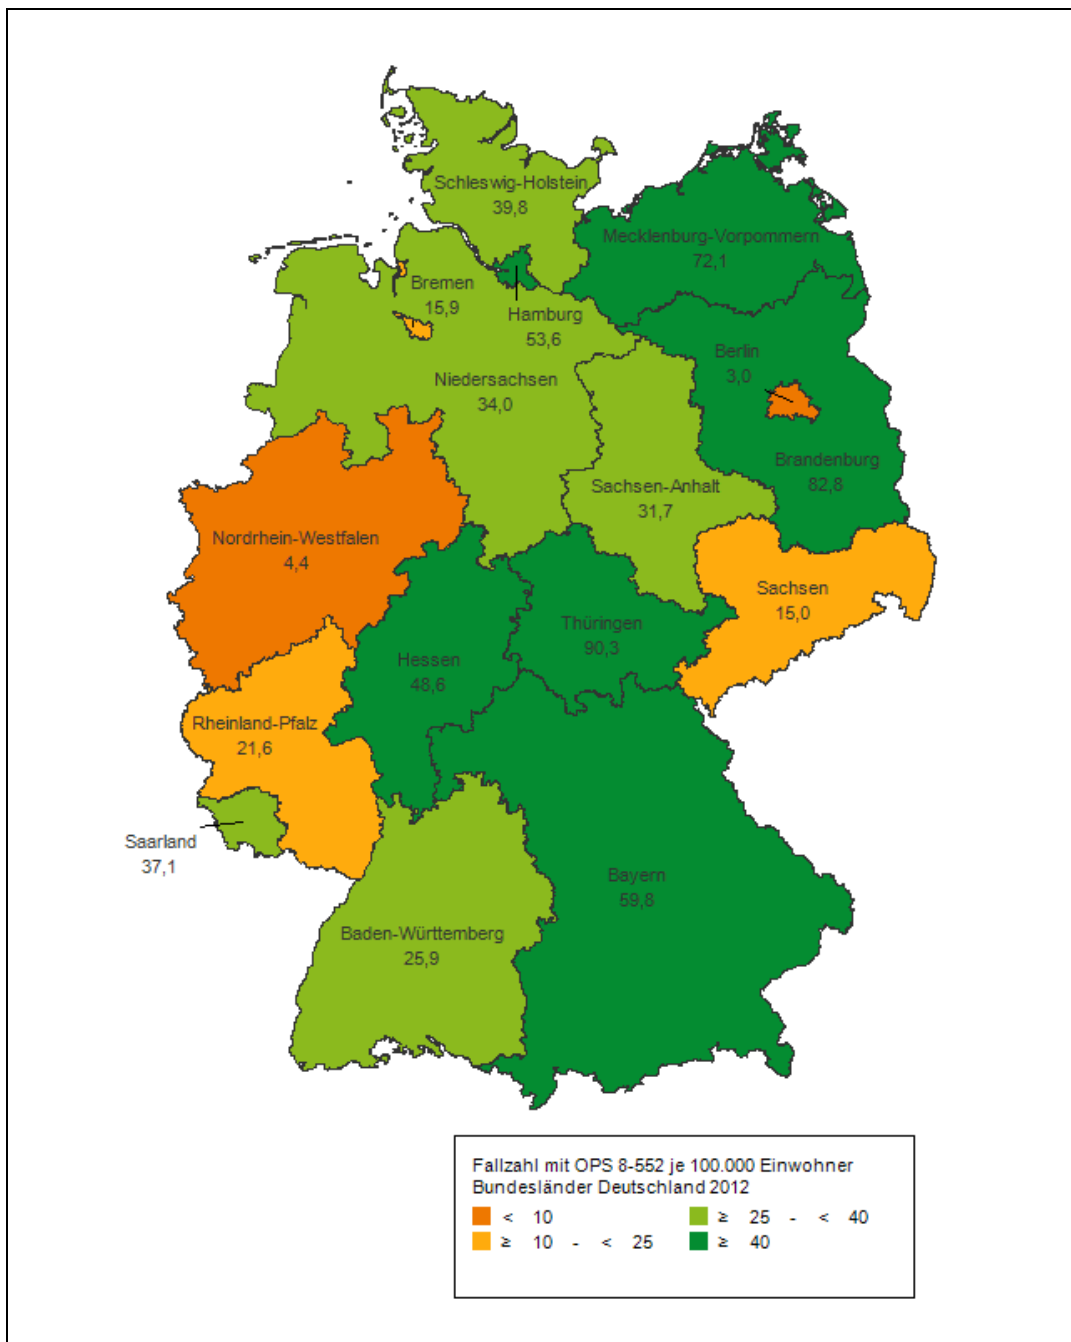 Schleswig-Holstein
39,8
Mecklenburg-Vorpommern
72,1
Bremen
15,9
Hamburg
53,6
Berlin
3,0
Niedersachsen
34,0
Brandenburg
82,8
Sachsen-Anhalt
31,7
Nordrhein-Westfalen
4,4
Sachsen
15,0
Thüringen
90,3
Hessen
48,6
Rheinland-Pfalz
21,6
Saarland
37,1
Bayern
59,8
Baden-Württemberg
25,9
Fallzahl mit OPS 8-552 je 100.000 Einwohner
Bundesländer Deutschland 2012
< 10
≥ 10 - < 25
≥ 25 - < 40
≥ 40